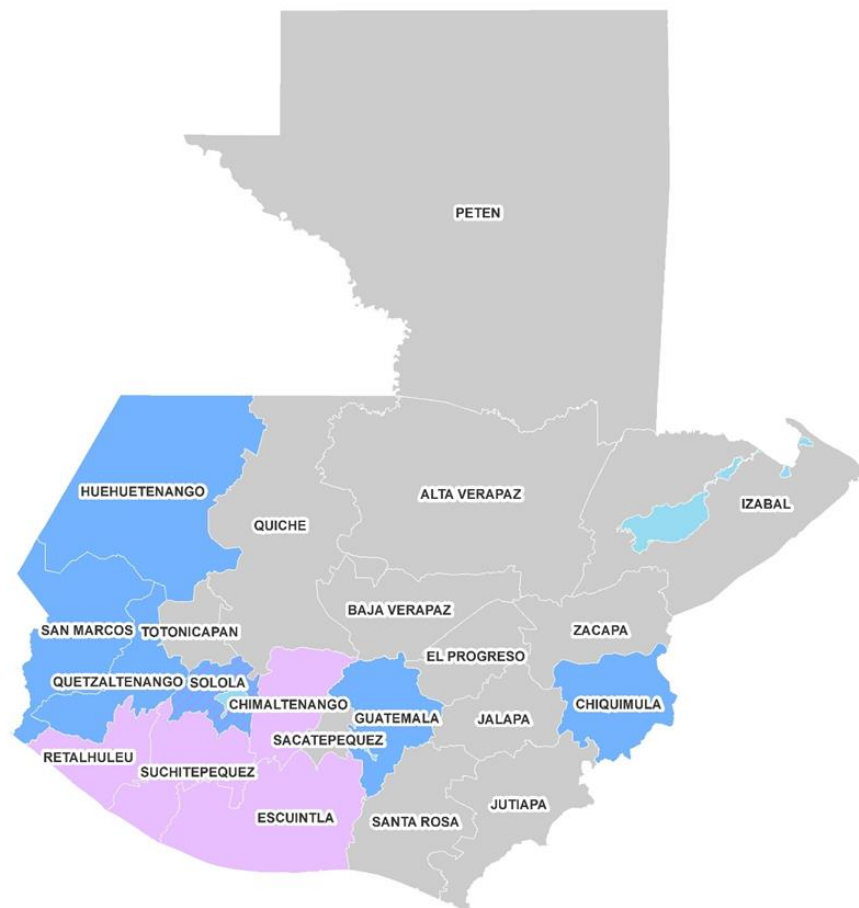 PETEN
HUEHUETENANGO
ALTA VERAPAZ
IZABAL
QUICHE
BAJA VERAPAZ
SAN MARCOS
TOTONICAPAN
ZACAPA
EL PROGRESO
QUETZALTENANGO
SOLOLA
CHIMALTENANGO
GUATEMALA
CHIQUIMULA
JALAPA
SACATEPEQUEZ
RETALHULEU
SUCHITEPEQUEZ
JUTIAPA
ESCUINTLA
SANTA ROSA